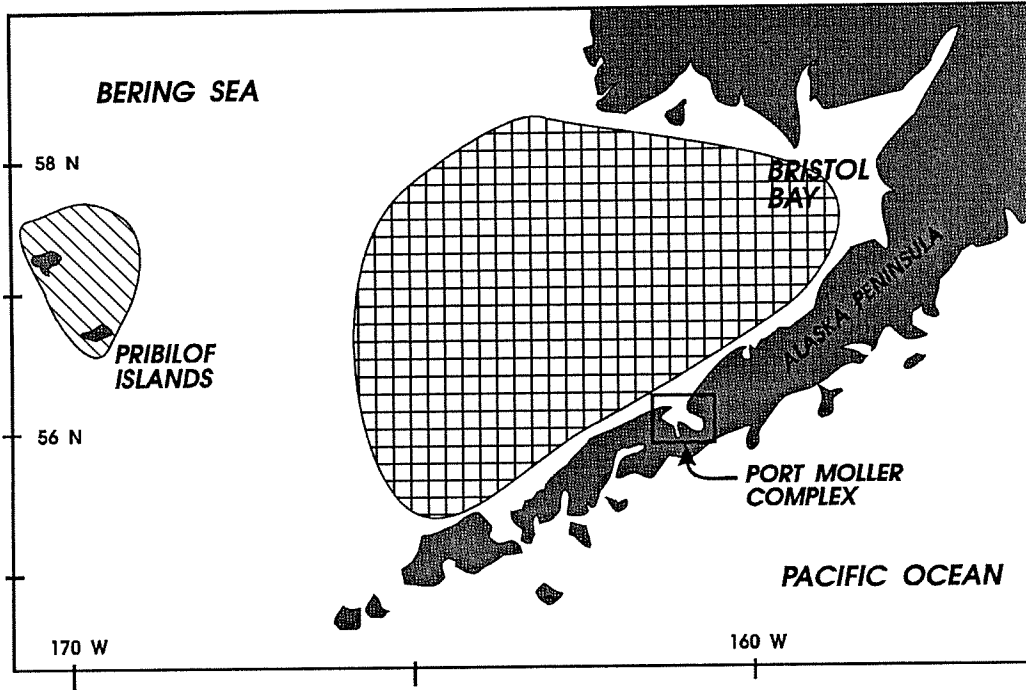 BERING SEA
58 N
BRISTOL
BAY
ALASKA PENINSULA
PRIBILOF
ISLANDS
56 N
PORT MOLLER
COMPLEX
PACIFIC OCEAN
170 W
160 W